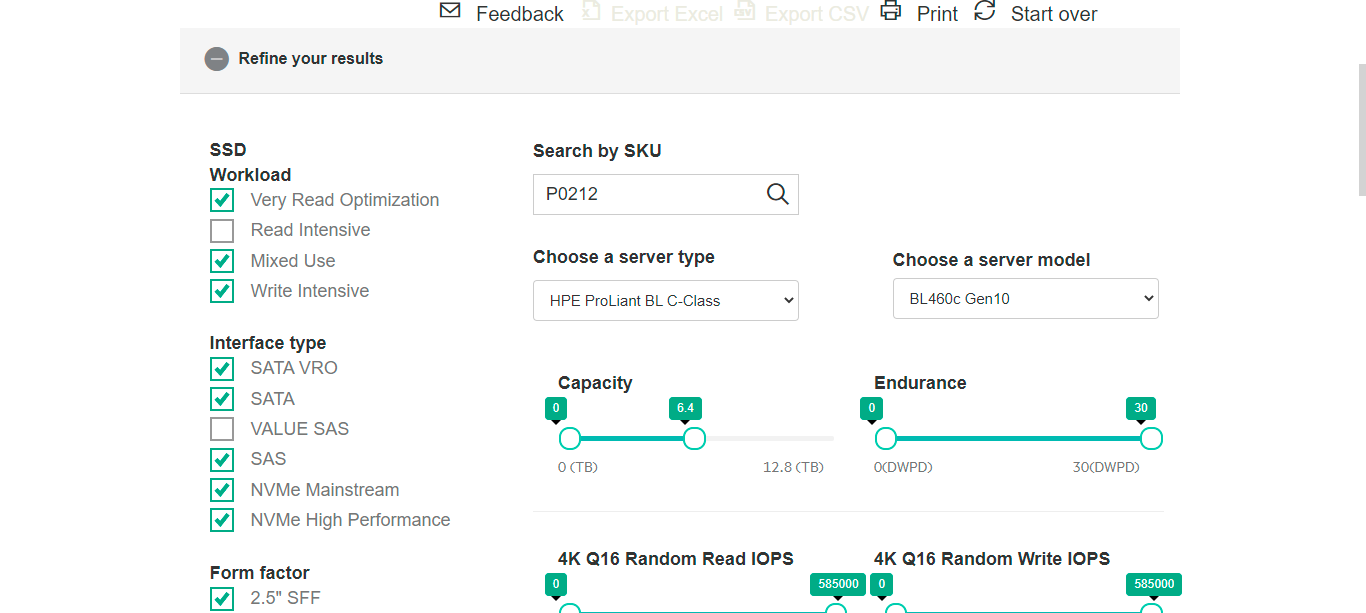 Feedback Export Excel Export CSV Print Start over
Refine your results
SSD
Workload
Very Read Optimization
Read Intensive
Mixed Use
Write Intensive
Interface type
SATA VRO
SATA
VALUE SAS
SAS
NVMe Mainstream
NVMe High Performance
Form factor
2.5" SFF
Search by SKU
P0212
Choose a server type
HPE ProLiant BL C-Class
Choose a server model
BL460c Gen10
Capacity
0 6.4
0 (TB) 12.8 (TB)
Endurance
0 30
0(DWPD) 30(DWPD)
4K Q16 Random Read IOPS
0 585000
4K Q16 Random Write IOPS
0 585000